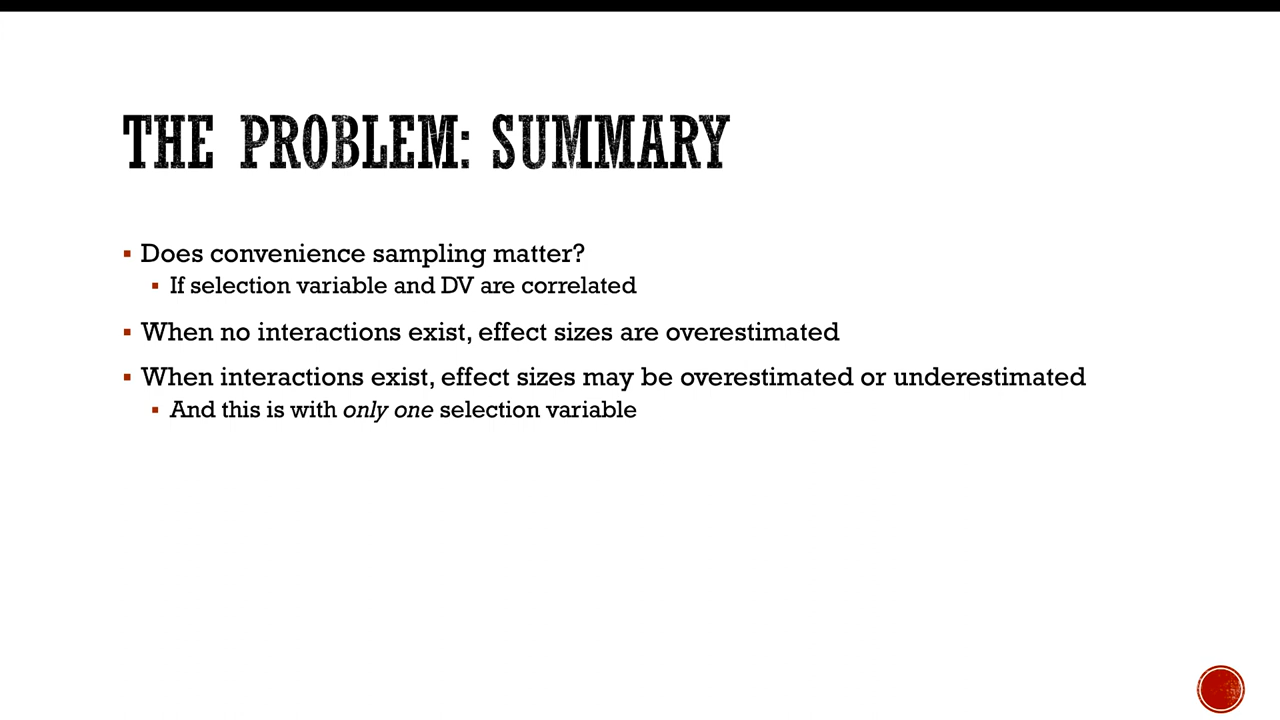 THE PROBLEM: SUMMARY
Does convenience sampling matter?
If selection variable and DV are correlated
When no interactions exist, effect sizes are overestimated
When interactions exist, effect sizes may be overestimated or underestimated
And this is with only one selection variable